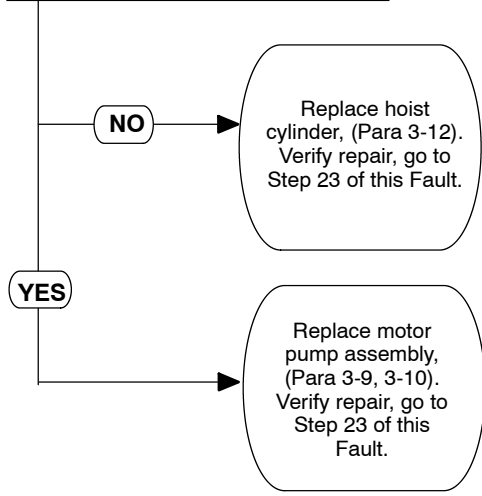 NO
Replace hoist
cylinder, (Para 3-12).
Verify repair, go to
Step 23 of this Fault.
YES
Replace motor
pump assembly,
(Para 3-9, 3-10).
Verify repair, go to
Step 23 of this
Fault.